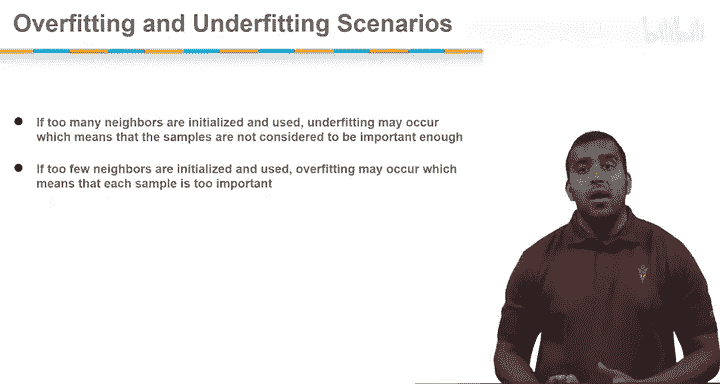 Overfitting and Underfitting Scenarios
bilibili
If too many neighbors are initialized and used, underfitting may occur
which means that the samples are not considered to be important enough
If too few neighbors are initialized and used, overfitting may occur which
means that each sample is too important